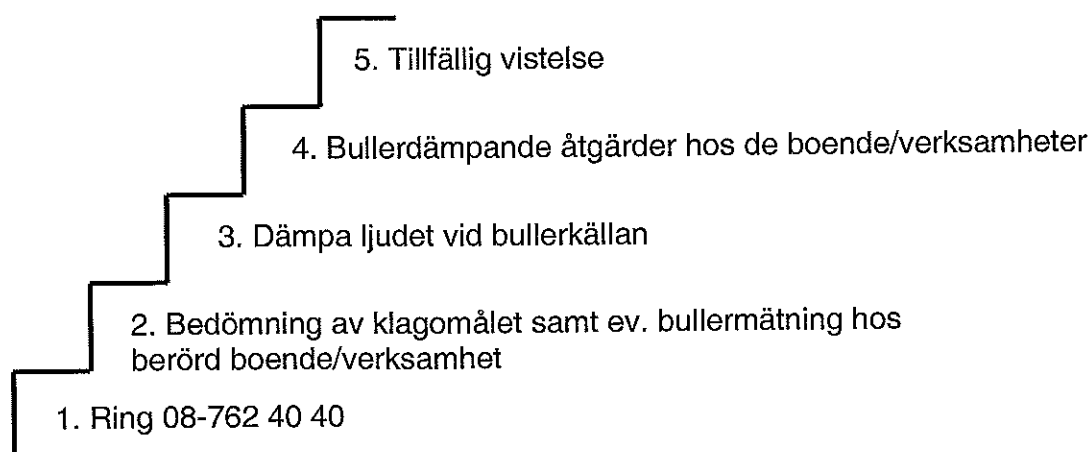 5. Tillfällig vistelse
4. Bullerdämpande åtgärder hos de boende/verksamheter
3. Dämpa ljudet vid bullerkällan
2. Bedömning av klagomålet samt ev. bullermätning hos
berörd boende/verksamhet
1. Ring 08-762 40 40